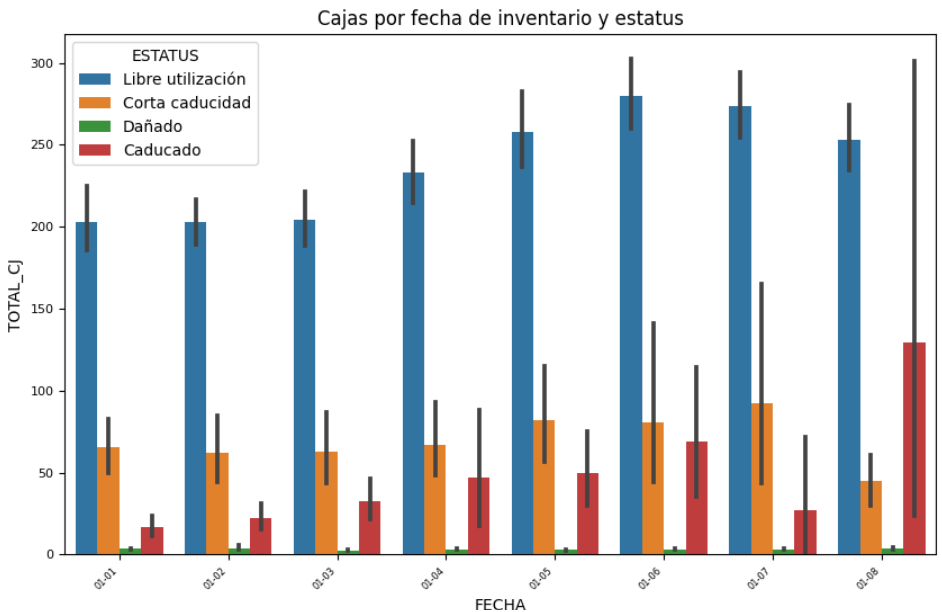 Cajas por fecha de inventario y estatus
ESTATUS
Libre utilización
Corta caducidad
Dañado
Caducado
TOTAL_CJ
300
250
200
150
100
50
0
01-01
01-02
01-03
01-04
01-05
01-06
01-07
01-08
FECHA